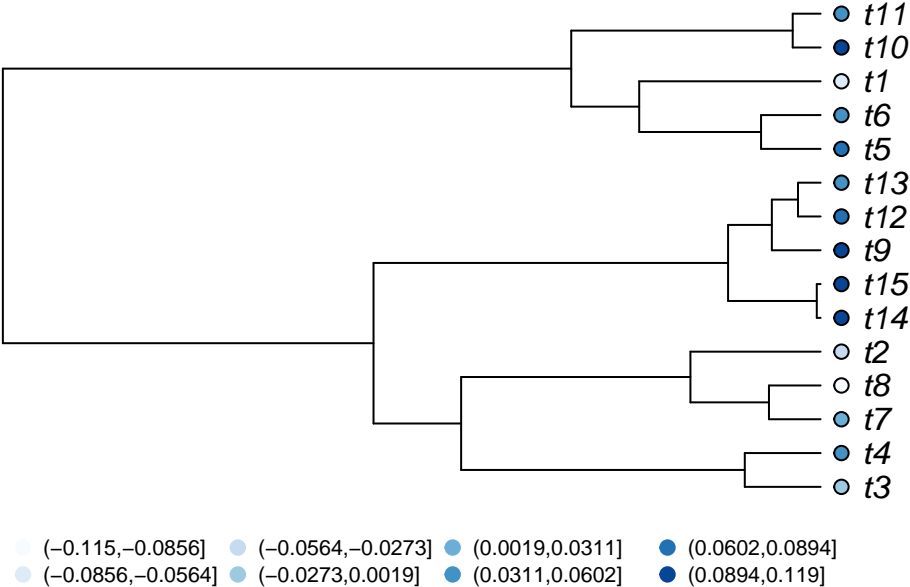 t11
t10
t1
t6
t5
t13
t12
t9
t15
t14
t2
t8
t7
t4
t3
(−0.115,−0.0856] (−0.0564,−0.0273] (0.0019,0.0311] (0.0602,0.0894]
(−0.0856,−0.0564] (−0.0273,0.0019] (0.0311,0.0602] (0.0894,0.119]